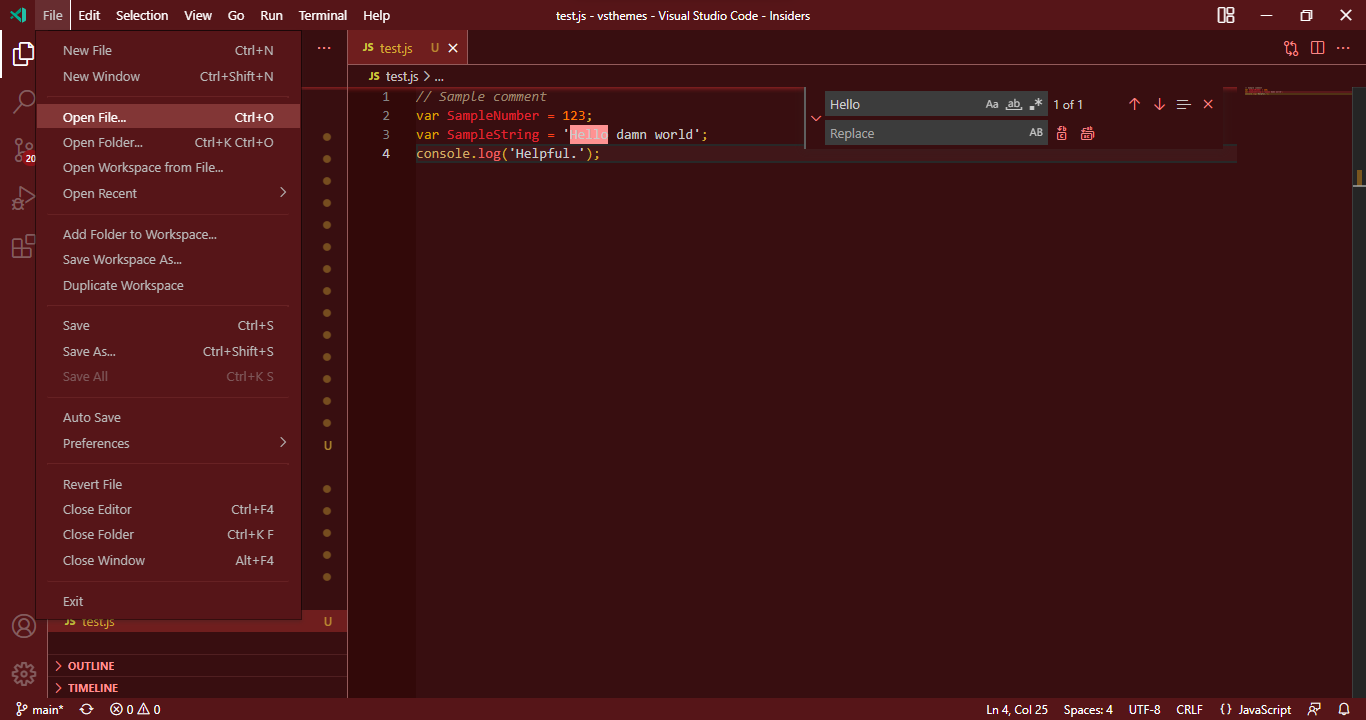 File Edit Selection View Go Run Terminal Help test.js - vsthemes - Visual Studio Code - Insiders
New File Ctrl+N
New Window Ctrl+Shift+N
Open File... Ctrl+O
Open Folder... Ctrl+K Ctrl+O
Open Workspace from File...
Open Recent
Add Folder to Workspace...
Save Workspace As...
Duplicate Workspace
Save Ctrl+S
Save As... Ctrl+Shift+S
Save All Ctrl+K S
Auto Save
Preferences
Revert File
Close Editor Ctrl+F4
Close Folder Ctrl+K F
Close Window Alt+F4
Exit
20
U
JS test.js U
OUTLINE
TIMELINE
JS test.js U
JS test.js > ...
1 // Sample comment
2 var SampleNumber = 123;
3 var SampleString = 'Hello damn world';
4 console.log('Helpful.');
Hello Aa ab .* 1 of 1
Replace AB
main* 0 0 Ln 4, Col 25 Spaces: 4 UTF-8 CRLF {} JavaScript